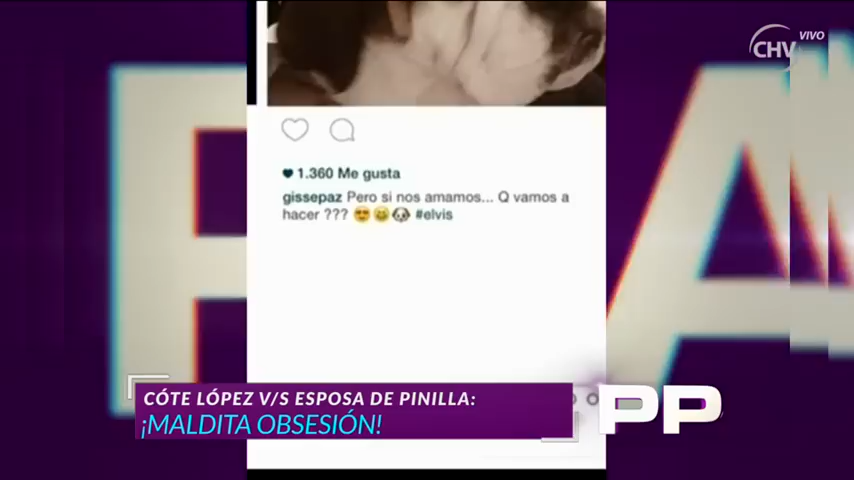 CHV VIVO
1.360 Me gusta
gissepaz Pero si nos amamos... Q vamos a
hacer ??? 😍😆🐶 #elvis
CÓTE LÓPEZ V/S ESPOSA DE PINILLA:
¡MALDITA OBSESIÓN!
PP